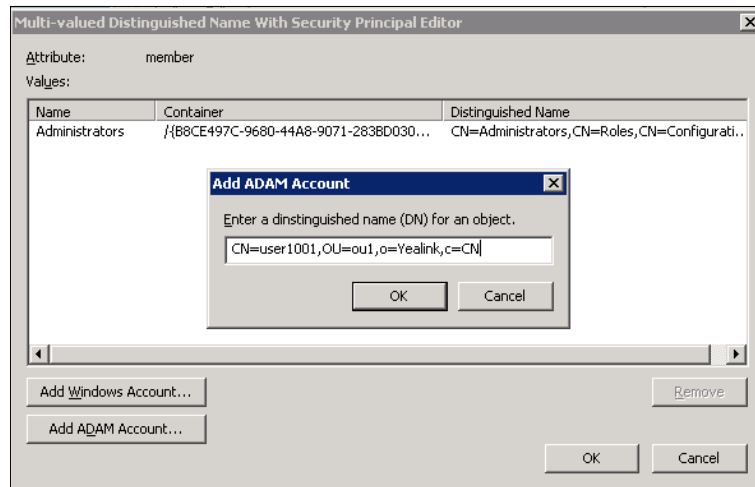 Multi-valued Distinguished Name With Security Principal Editor
Attribute: member
Values:
Name Container Distinguished Name
Administrators /{B8CE497C-9680-44A8-9071-283BD030... CN=Administrators,CN=Roles,CN=Configurati..
Add ADAM Account
Enter a dinstinguished name (DN) for an object.
CN=user1001,OU=ou1,o=Yealink,c=CN
OK Cancel
Add Windows Account... Remove
Add ADAM Account...
OK Cancel